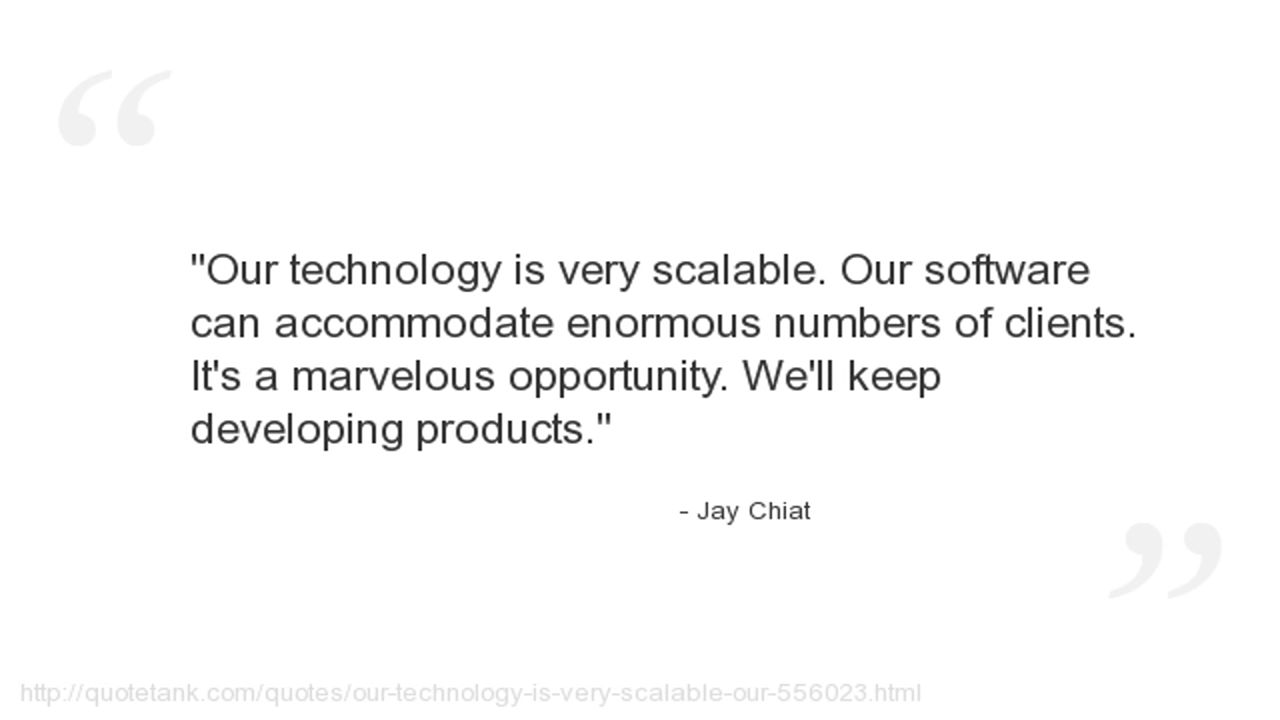 "Our technology is very scalable. Our software
can accommodate enormous numbers of clients.
It's a marvelous opportunity. We'll keep
developing products."
- Jay Chiat
http://quotetank.com/quotes/our-technology-is-very-scalable-our-556023.html